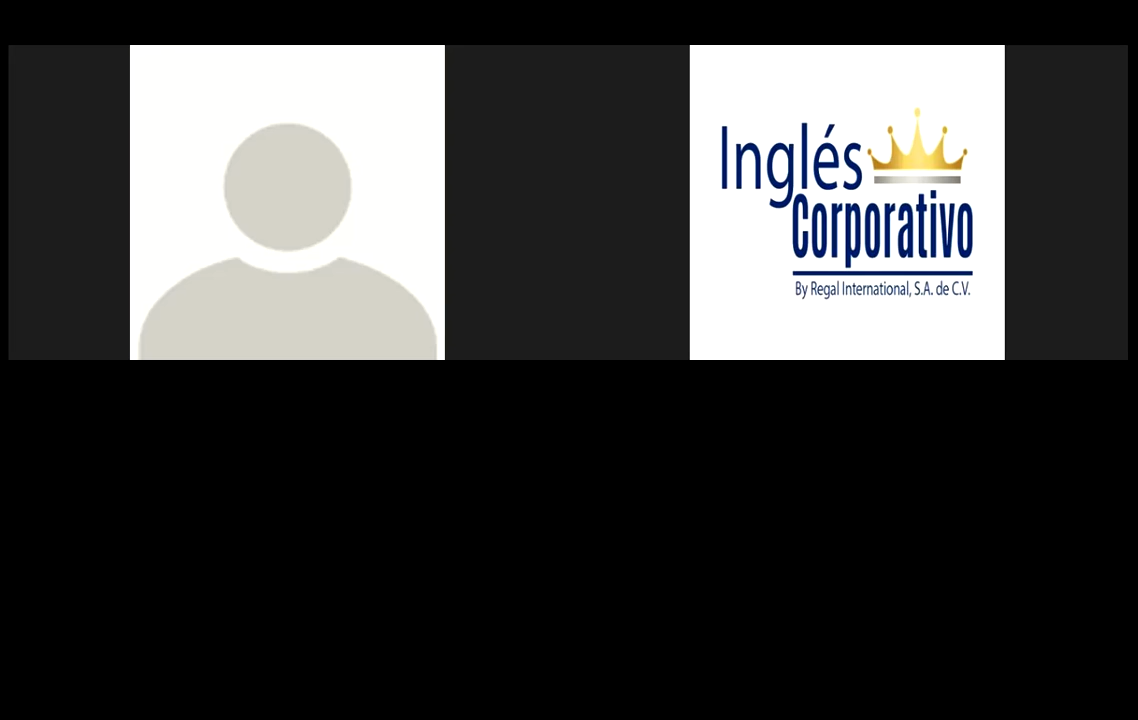 Inglés
Corporativo
By Regal International, S.A. de C.V.